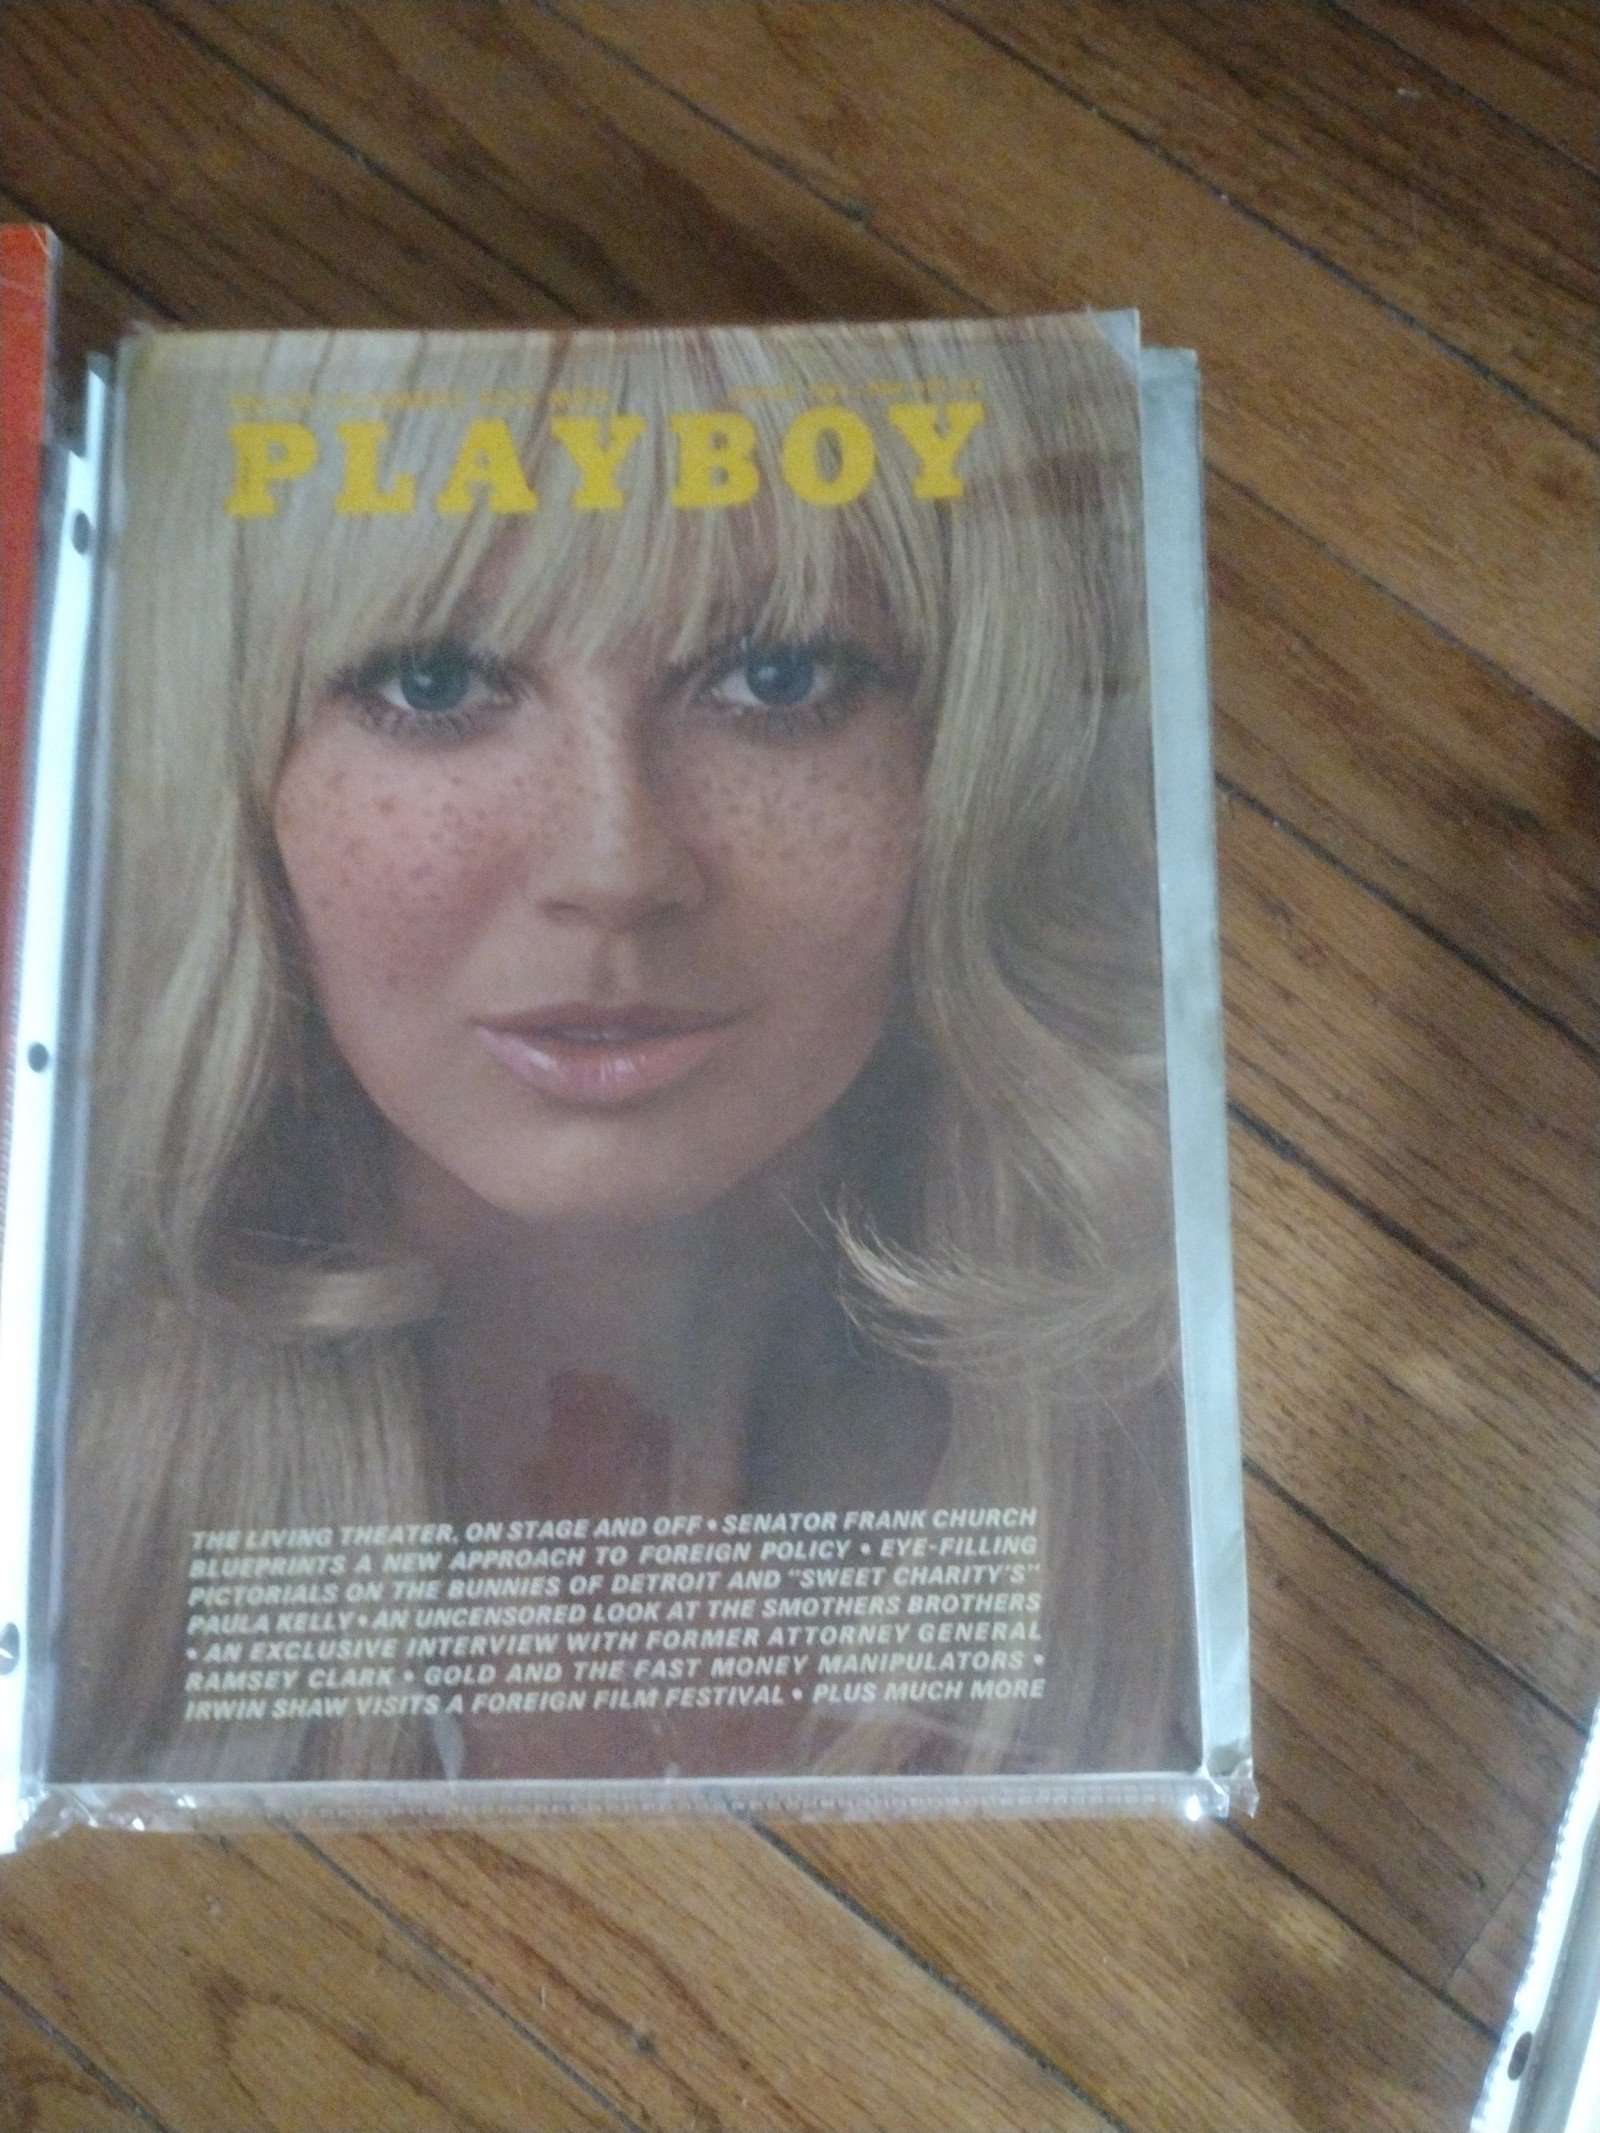 ENTERTAINMENT FOR MEN
PLAYBOY
THE LIVING THEATER, ON STAGE AND OFF • SENATOR FRANK CHURCH
BLUEPRINTS A NEW APPROACH TO FOREIGN POLICY • EYE-FILLING
PICTORIALS ON THE BUNNIES OF DETROIT AND "SWEET CHARITY'S"
PAULA KELLY • AN UNCENSORED LOOK AT THE SMOTHERS BROTHERS
• AN EXCLUSIVE INTERVIEW WITH FORMER ATTORNEY GENERAL
RAMSEY CLARK • GOLD AND THE FAST MONEY MANIPULATORS •
IRWIN SHAW VISITS A FOREIGN FILM FESTIVAL • PLUS MUCH MORE